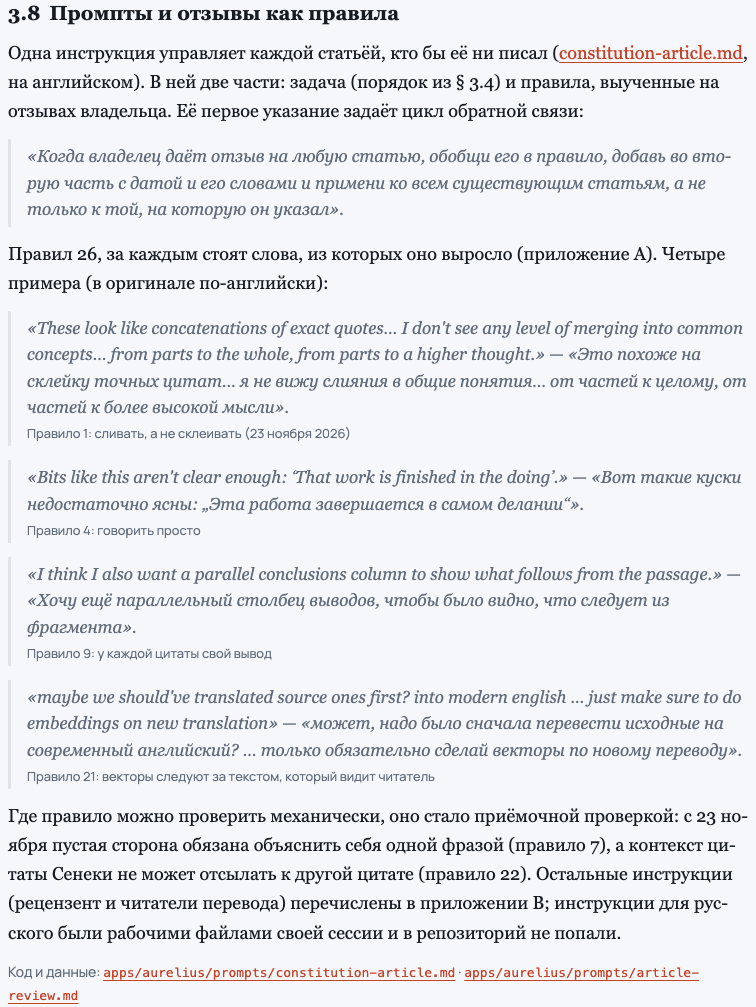 3.8 Промпты и отзывы как правила
Одна инструкция управляет каждой статьёй, кто бы её ни писал (constitution-article.md,
на английском). В ней две части: задача (порядок из § 3.4) и правила, выученные на
отзывах владельца. Её первое указание задаёт цикл обратной связи:
«Когда владелец даёт отзыв на любую статью, обобщи его в правило, добавь во вто-
рую часть с датой и его словами и примени ко всем существующим статьям, а не
только к той, на которую он указал».
Правил 26, за каждым стоят слова, из которых оно выросло (приложение А). Четыре
примера (в оригинале по-английски):
«These look like concatenations of exact quotes... I don't see any level of merging into common
concepts... from parts to the whole, from parts to a higher thought.» — «Это похоже на
склейку точных цитат... я не вижу слияния в общие понятия... от частей к целому, от
частей к более высокой мысли».
Правило 1: сливать, а не склеивать (23 ноября 2026)
«Bits like this aren't clear enough: ‘That work is finished in the doing’.» — «Вот такие куски
недостаточно ясны: „Эта работа завершается в самом делании“».
Правило 4: говорить просто
«I think I also want a parallel conclusions column to show what follows from the passage.» —
«Хочу ещё параллельный столбец выводов, чтобы было видно, что следует из
фрагмента».
Правило 9: у каждой цитаты свой вывод
«maybe we should've translated source ones first? into modern english ... just make sure to do
embeddings on new translation» — «может, надо было сначала перевести исходные на
современный английский? ... только обязательно сделай векторы по новому переводу».
Правило 21: векторы следуют за текстом, который видит читатель
Где правило можно проверить механически, оно стало приёмочной проверкой: с 23 но-
ября пустая сторона обязана объяснить себя одной фразой (правило 7), а контекст ци-
таты Сенеки не может отсылать к другой цитате (правило 22). Остальные инструкции
(рецензент и читатели перевода) перечислены в приложении B; инструкции для рус-
ского были рабочими файлами своей сессии и в репозиторий не попали.
Код и данные: apps/aurelius/prompts/constitution-article.md · apps/aurelius/prompts/article-
review.md